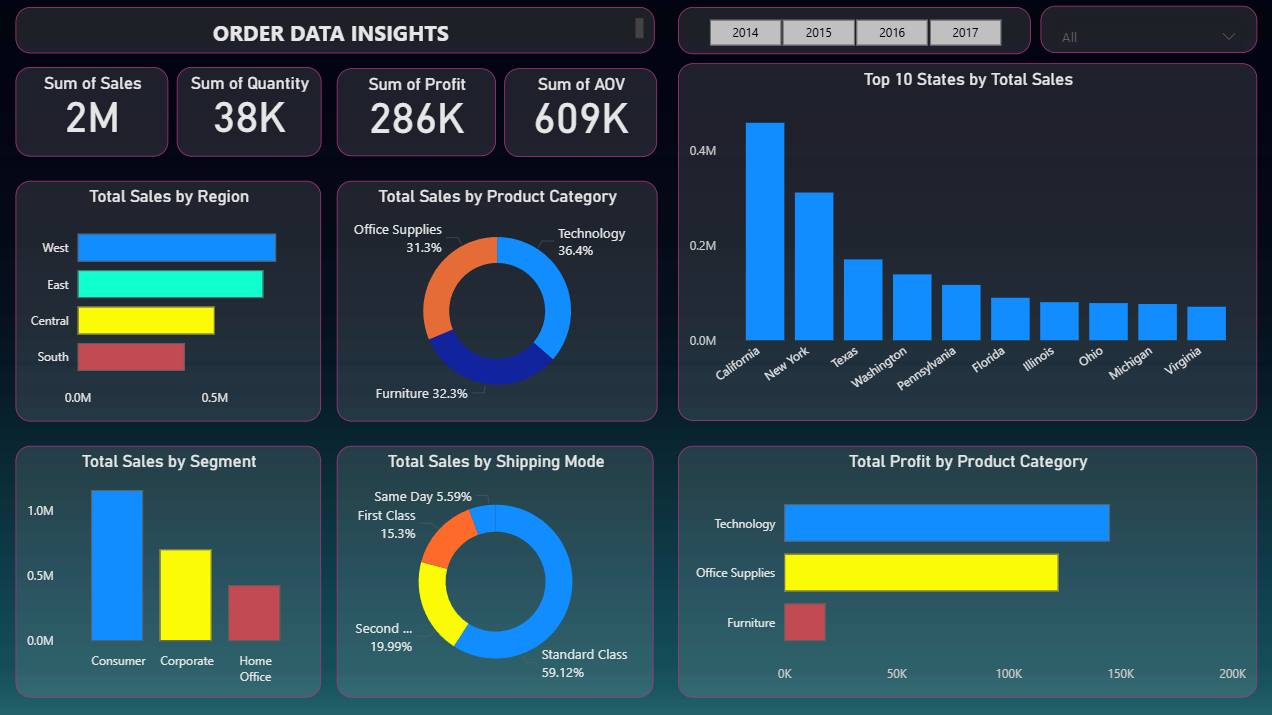 ORDER DATA INSIGHTS
2014 2015 2016 2017
All
Sum of Sales
2M
Sum of Quantity
38K
Sum of Profit
286K
Sum of AOV
609K
Top 10 States by Total Sales
0.4M
0.2M
0.0M
California New York Texas Washington Pennsylvania Florida Illinois Ohio Michigan Virginia
Total Sales by Region
West
East
Central
South
0.0M 0.5M
Total Sales by Product Category
Office Supplies
31.3%
Technology
36.4%
Furniture 32.3%
Total Sales by Segment
1.0M
0.5M
0.0M
Consumer Corporate Home
Office
Total Sales by Shipping Mode
Same Day 5.59%
First Class
15.3%
Second ...
19.99%
Standard Class
59.12%
Total Profit by Product Category
Technology
Office Supplies
Furniture
0K 50K 100K 150K 200K